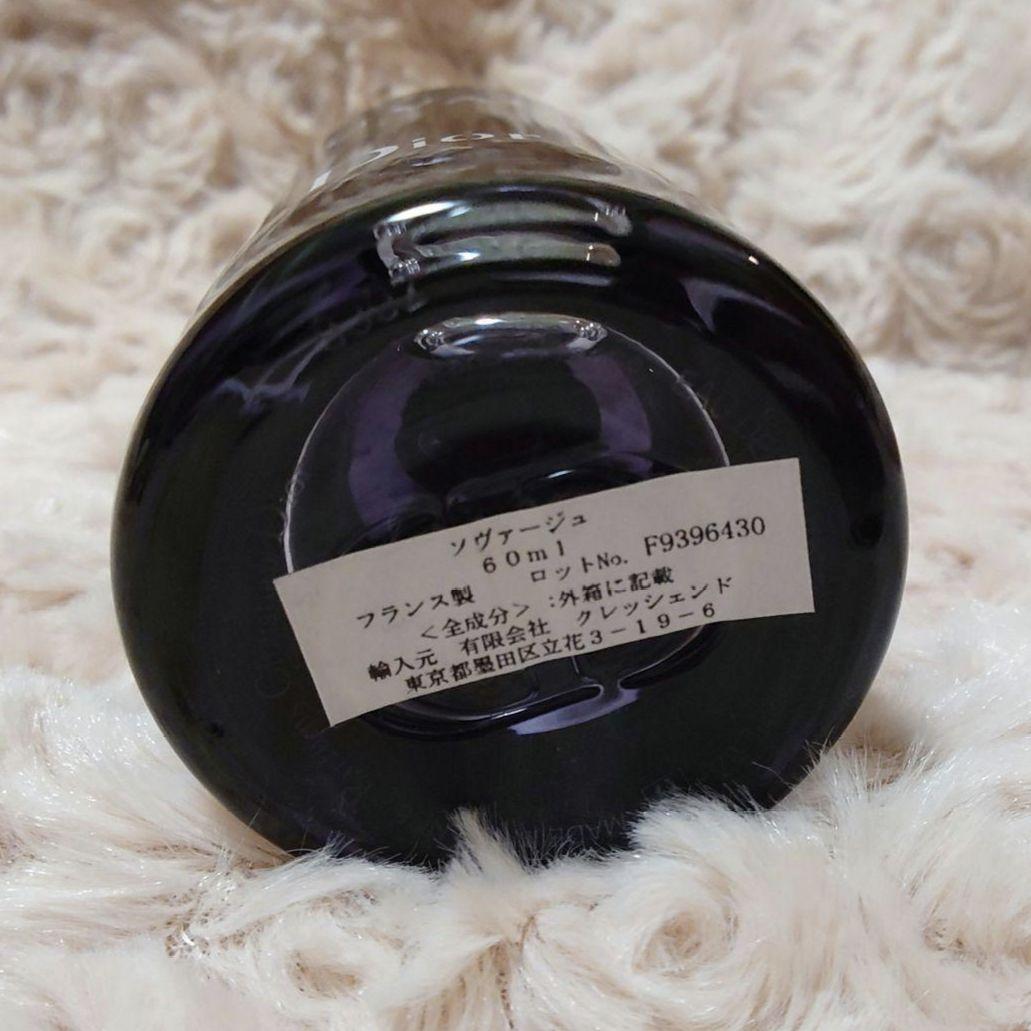 Dior
ソヴァージュ
60ml
ロットNo. F9396430
フランス製
<全成分> :外箱に記載
輸入元 有限会社 クレッシェンド
東京都墨田区立花3-19-6